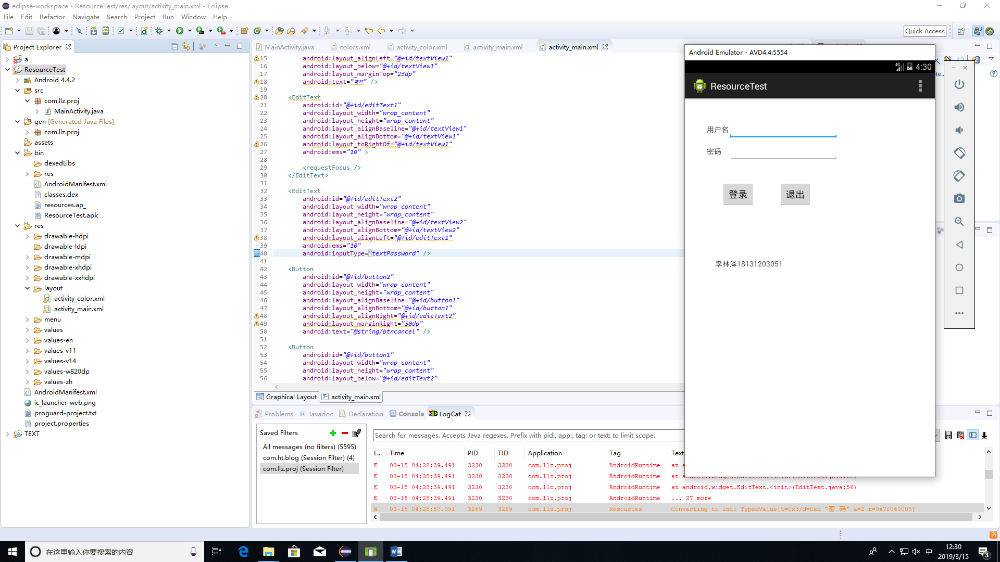 eclipse-workspace - ResourceTest/res/layout/activity_main.xml - Eclipse
File Edit Refactor Navigate Search Project Run Window Help
Quick Access
Project Explorer
a
ResourceTest
Android 4.4.2
src
com.llz.proj
MainActivity.java
gen [Generated Java Files]
com.llz.proj
assets
bin
dexedLibs
res
AndroidManifest.xml
classes.dex
resources.ap_
ResourceTest.apk
res
drawable-hdpi
drawable-ldpi
drawable-mdpi
drawable-xhdpi
drawable-xxhdpi
layout
activity_color.xml
activity_main.xml
menu
values
values-en
values-v11
values-v14
values-w820dp
values-zh
AndroidManifest.xml
ic_launcher-web.png
proguard-project.txt
project.properties
TEXT
MainActivity.java colors.xml activity_color.xml activity_main.xml activity_main.xml
15 android:layout_alignLeft="@+id/textView1"
16 android:layout_below="@+id/textView1"
17 android:layout_marginTop="23dp"
18 android:text="密码" />
19
20 <EditText
21 android:id="@+id/editText1"
22 android:layout_width="wrap_content"
23 android:layout_height="wrap_content"
24 android:layout_alignBaseline="@+id/textView1"
25 android:layout_alignBottom="@+id/textView1"
26 android:layout_toRightOf="@+id/textView1"
27 android:ems="10" >
28
29 <requestFocus />
30 </EditText>
31
32 <EditText
33 android:id="@+id/editText2"
34 android:layout_width="wrap_content"
35 android:layout_height="wrap_content"
36 android:layout_alignBaseline="@+id/textView2"
37 android:layout_alignBottom="@+id/textView2"
38 android:layout_alignLeft="@+id/editText1"
39 android:ems="10"
40 android:inputType="textPassword" />
41
42 <Button
43 android:id="@+id/button2"
44 android:layout_width="wrap_content"
45 android:layout_height="wrap_content"
46 android:layout_alignBaseline="@+id/button1"
47 android:layout_alignBottom="@+id/button1"
48 android:layout_alignRight="@+id/editText2"
49 android:layout_marginRight="50dp"
50 android:text="@string/btncancel" />
51
52 <Button
53 android:id="@+id/button1"
54 android:layout_width="wrap_content"
55 android:layout_height="wrap_content"
56 android:layout_below="@+id/editText2"
Graphical Layout activity_main.xml
Android Emulator - AVD4.4:5554
4G 4:30
ResourceTest
用户名
密码
登录 退出
李林泽18131203051
te..
Problems @ Javadoc Declaration Console LogCat
Saved Filters
All messages (no filters) (5595)
com.ht.blog (Session Filter) (4)
com.llz.proj (Session Filter)
Search for messages. Accepts Java regexes. Prefix with pid:, app:, tag: or text: to limit scope.
L... Time PID TID Application Tag Text
E 03-15 04:28:39.491 3230 3230 com.llz.proj AndroidRuntime at a
E 03-15 04:28:39.491 3230 3230 com.llz.proj AndroidRuntime at android.widget.EditText.<init>(EditText.java:60)
E 03-15 04:28:39.491 3230 3230 com.llz.proj AndroidRuntime at android.widget.EditText.<init>(EditText.java:56)
E 03-15 04:28:39.491 3230 3230 com.llz.proj AndroidRuntime ... 27 more
W 03-15 04:28:57.091 3269 3269 com.llz.proj Resources Converting to int: TypedValue{t=0x3/d=0xc "密 码" a=2 r=0x7f060005}
在这里输入你要搜索的内容
中
12:30
2019/3/15
3